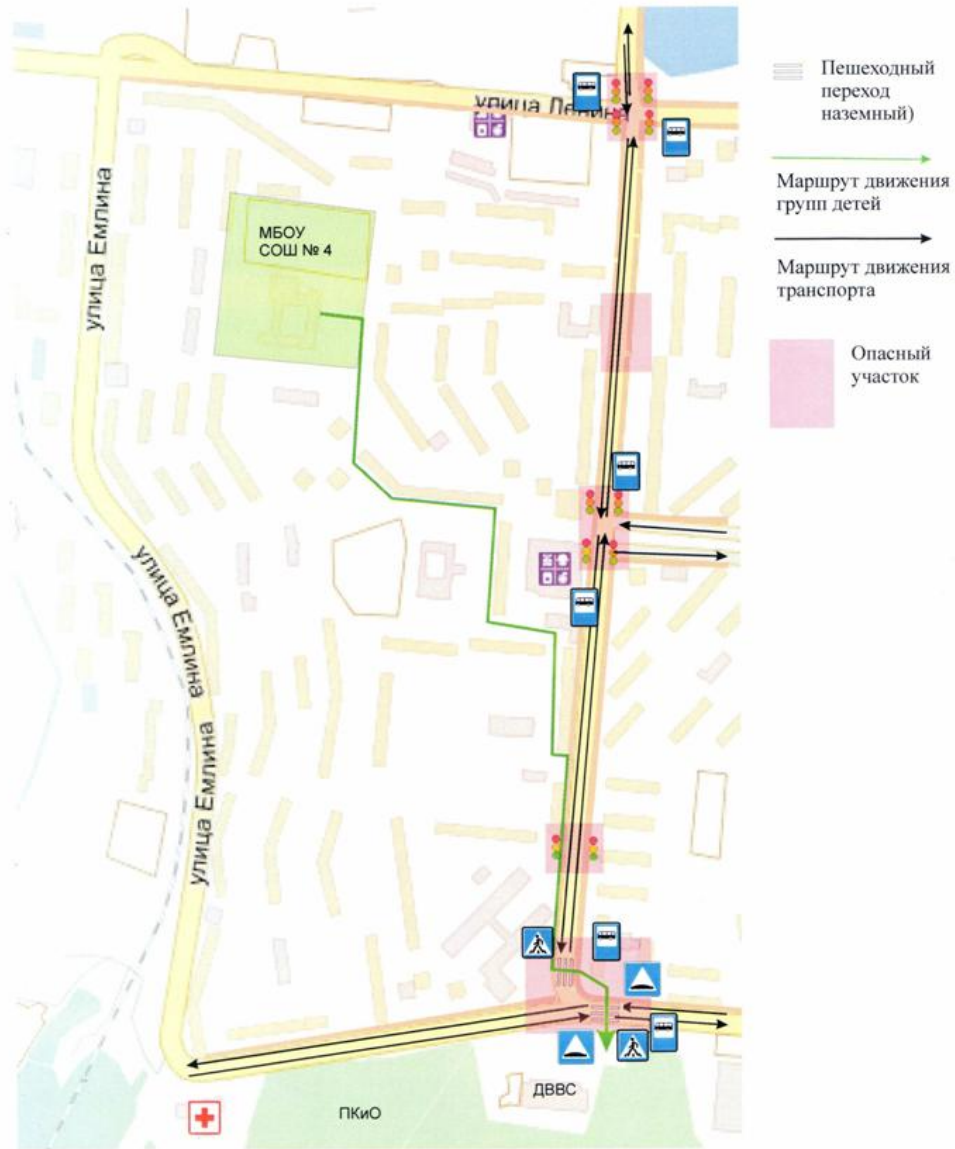 улица Ленина
улица Емлина
МБОУ
СОШ № 4
улица Емлина
улица Емлина
ДВВС
ПКиО
Пешеходный
переход
наземный)
Маршрут движения
групп детей
Маршрут движения
транспорта
Опасный
участок